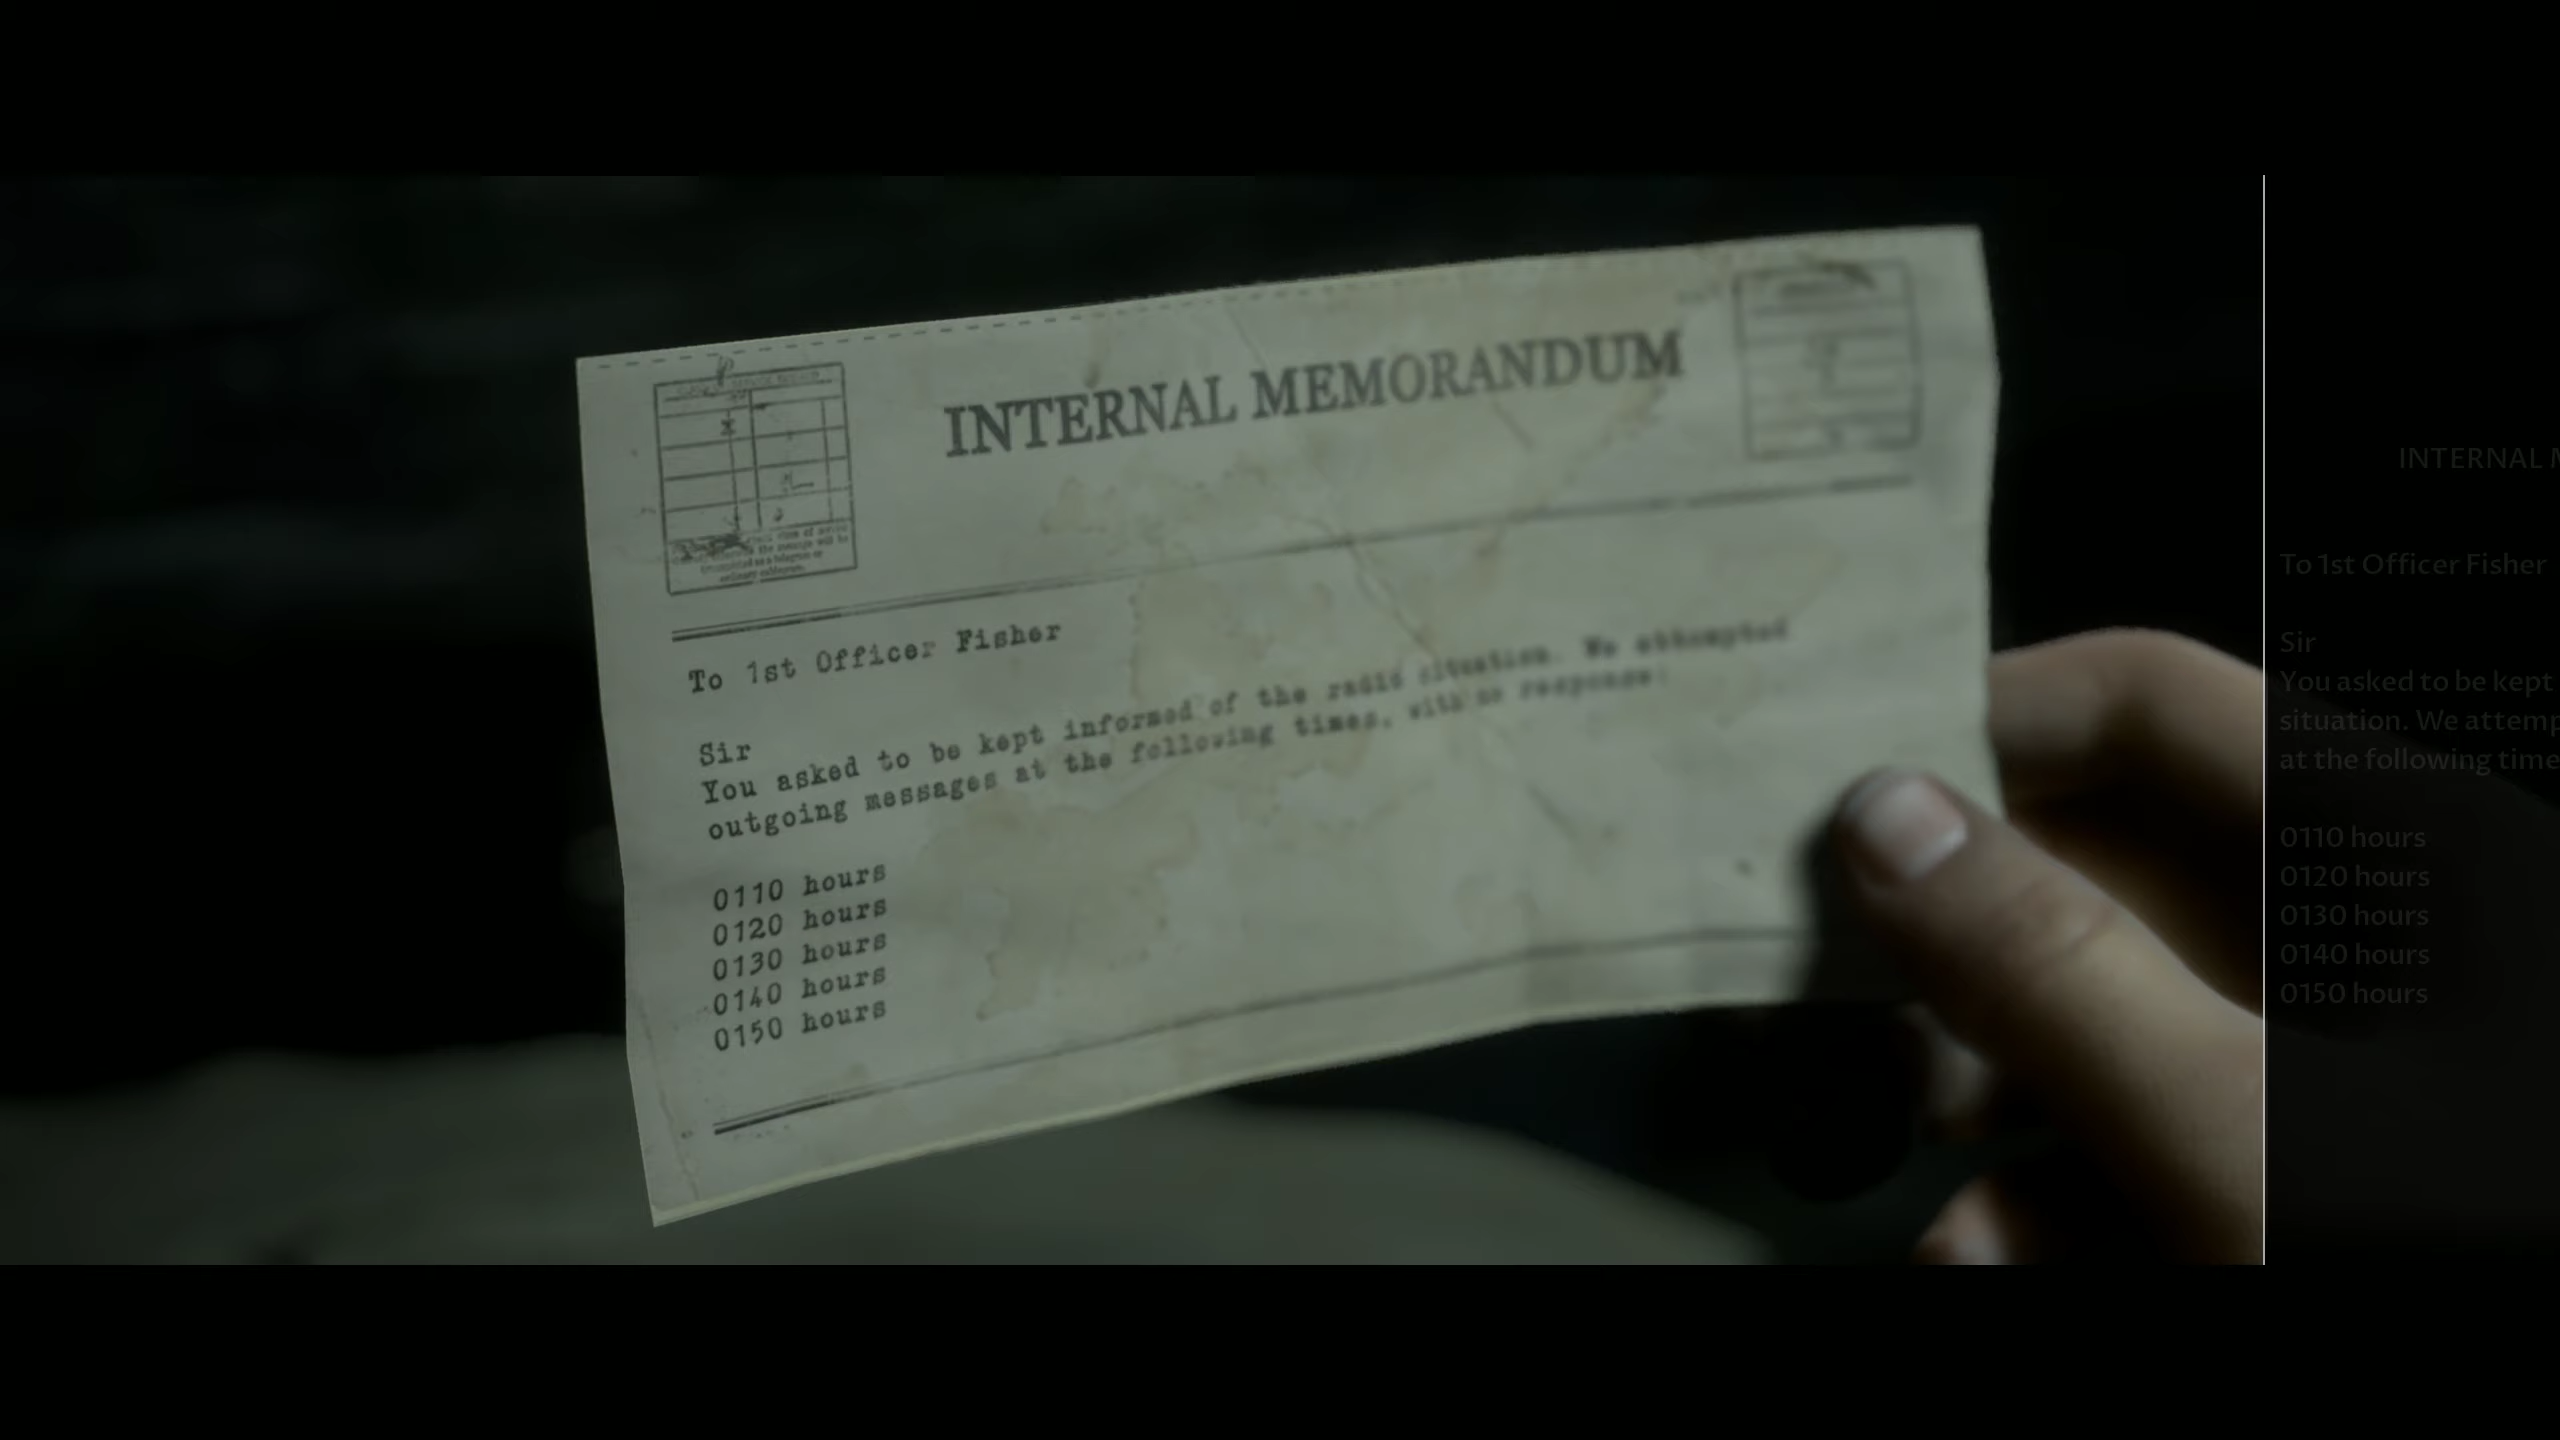 INTERNAL MEMORANDUM
To 1st Officer Fisher
Sir
You asked to be kept informed of the radio situation. We attempted
outgoing messages at the following times, with no response:
0110 hours
0120 hours
0130 hours
0140 hours
0150 hours
INTERNAL M
To 1st Officer Fisher
Sir
You asked to be kept
situation. We attemp
at the following time
0110 hours
0120 hours
0130 hours
0140 hours
0150 hours